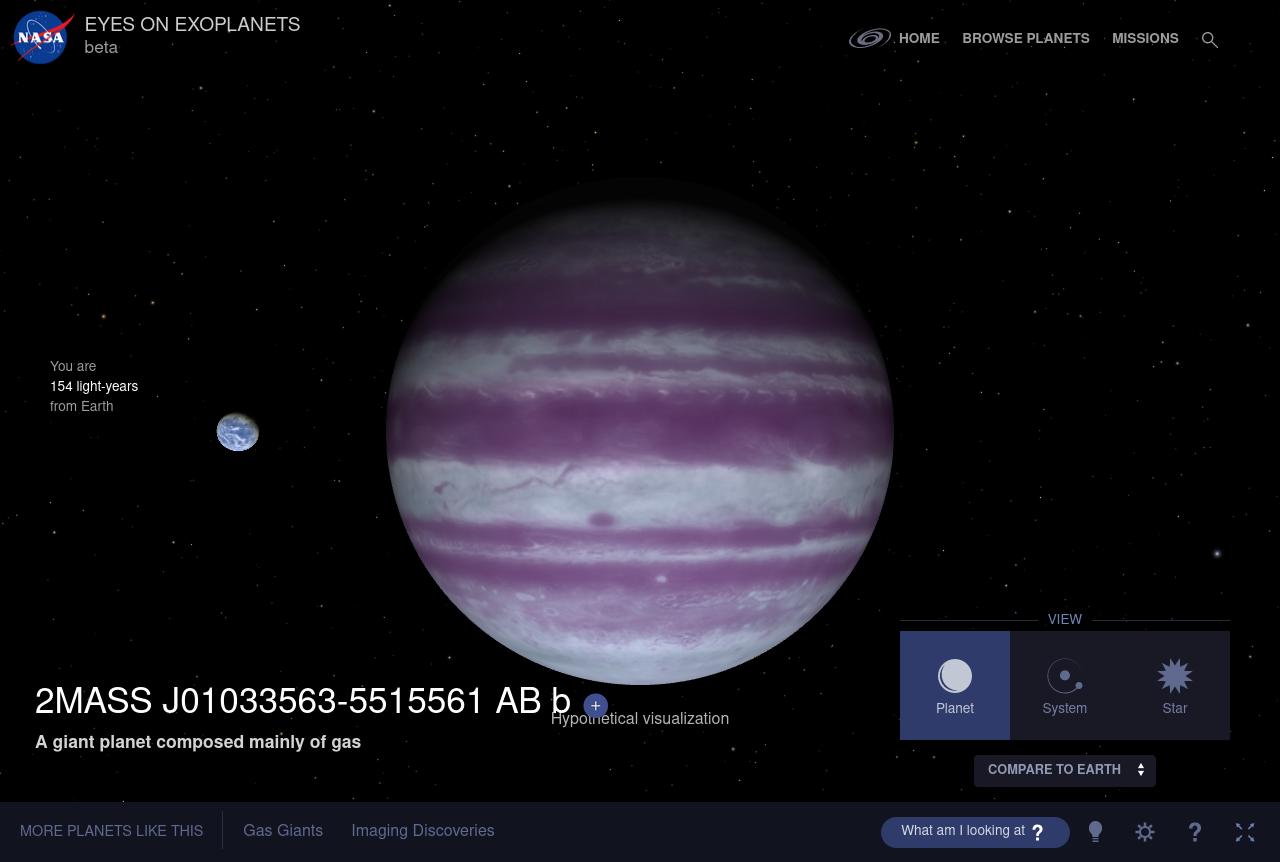 NASA
EYES ON EXOPLANETS
beta
HOME
BROWSE PLANETS
MISSIONS
You are
154 light-years
from Earth
VIEW
Planet
System
Star
2MASS J01033563-5515561 AB b
+
Hypothetical visualization
A giant planet composed mainly of gas
COMPARE TO EARTH
MORE PLANETS LIKE THIS
Gas Giants
Imaging Discoveries
What am I looking at ?
?